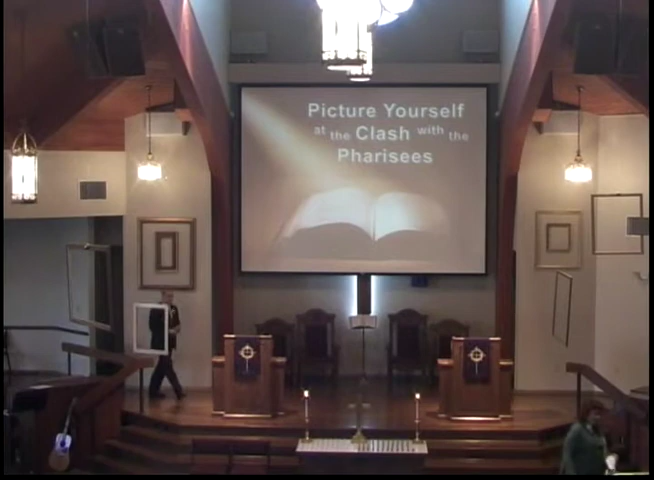 Picture Yourself
at the Clash with the
Pharisees